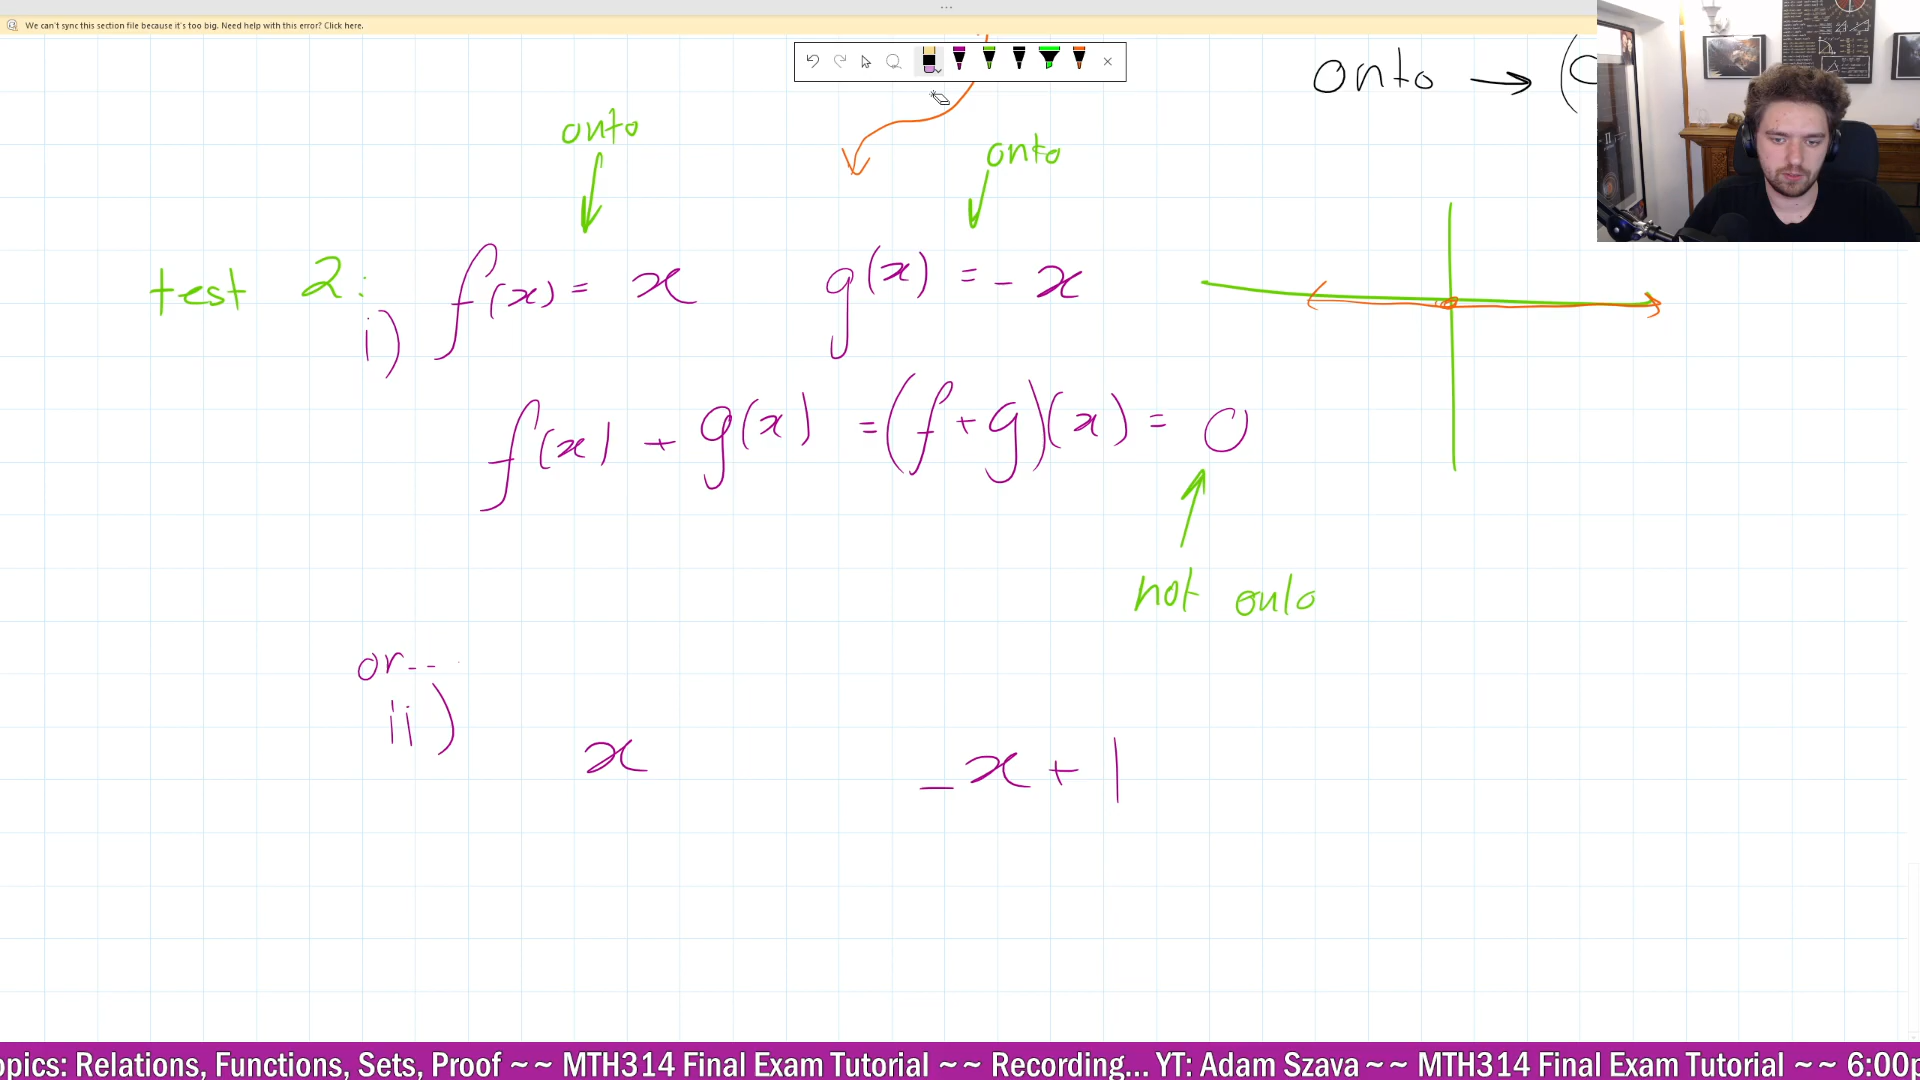 We can't sync this section file because it's too big. Need help with this error? Click here.
onto → (
onto
onto
test 2:
i) f(x) = x g(x) = - x
f(x) + g(x) = (f+g)(x) = 0
not onto
or--
ii)
x -x + 1
opics: Relations, Functions, Sets, Proof ~~ MTH314 Final Exam Tutorial ~~ Recording... YT: Adam Szava ~~ MTH314 Final Exam Tutorial ~~ 6:00p